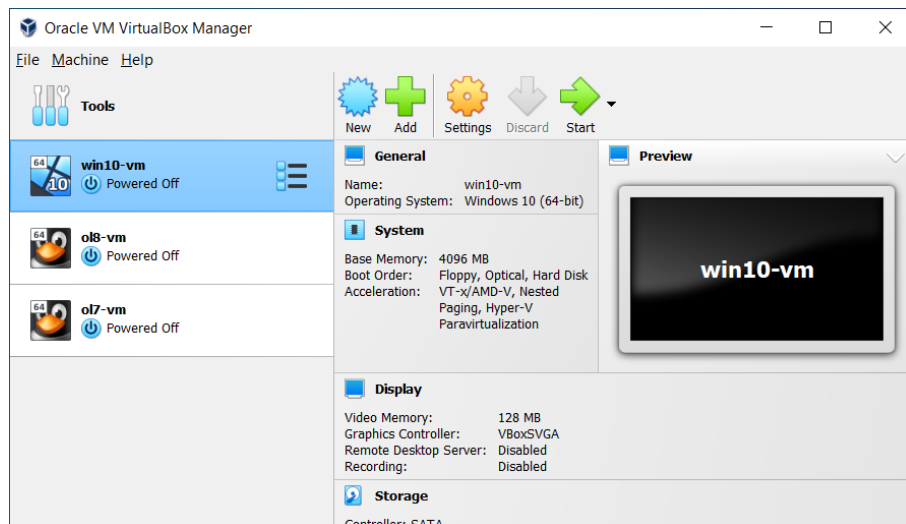 Oracle VM VirtualBox Manager
File Machine Help
Tools
New Add Settings Discard Start
64
10
win10-vm
Powered Off
64
ol8-vm
Powered Off
64
ol7-vm
Powered Off
General
Name: win10-vm
Operating System: Windows 10 (64-bit)
System
Base Memory: 4096 MB
Boot Order: Floppy, Optical, Hard Disk
Acceleration: VT-x/AMD-V, Nested
Paging, Hyper-V
Paravirtualization
Preview
win10-vm
Display
Video Memory: 128 MB
Graphics Controller: VBoxSVGA
Remote Desktop Server: Disabled
Recording: Disabled
Storage
Controller: SATA